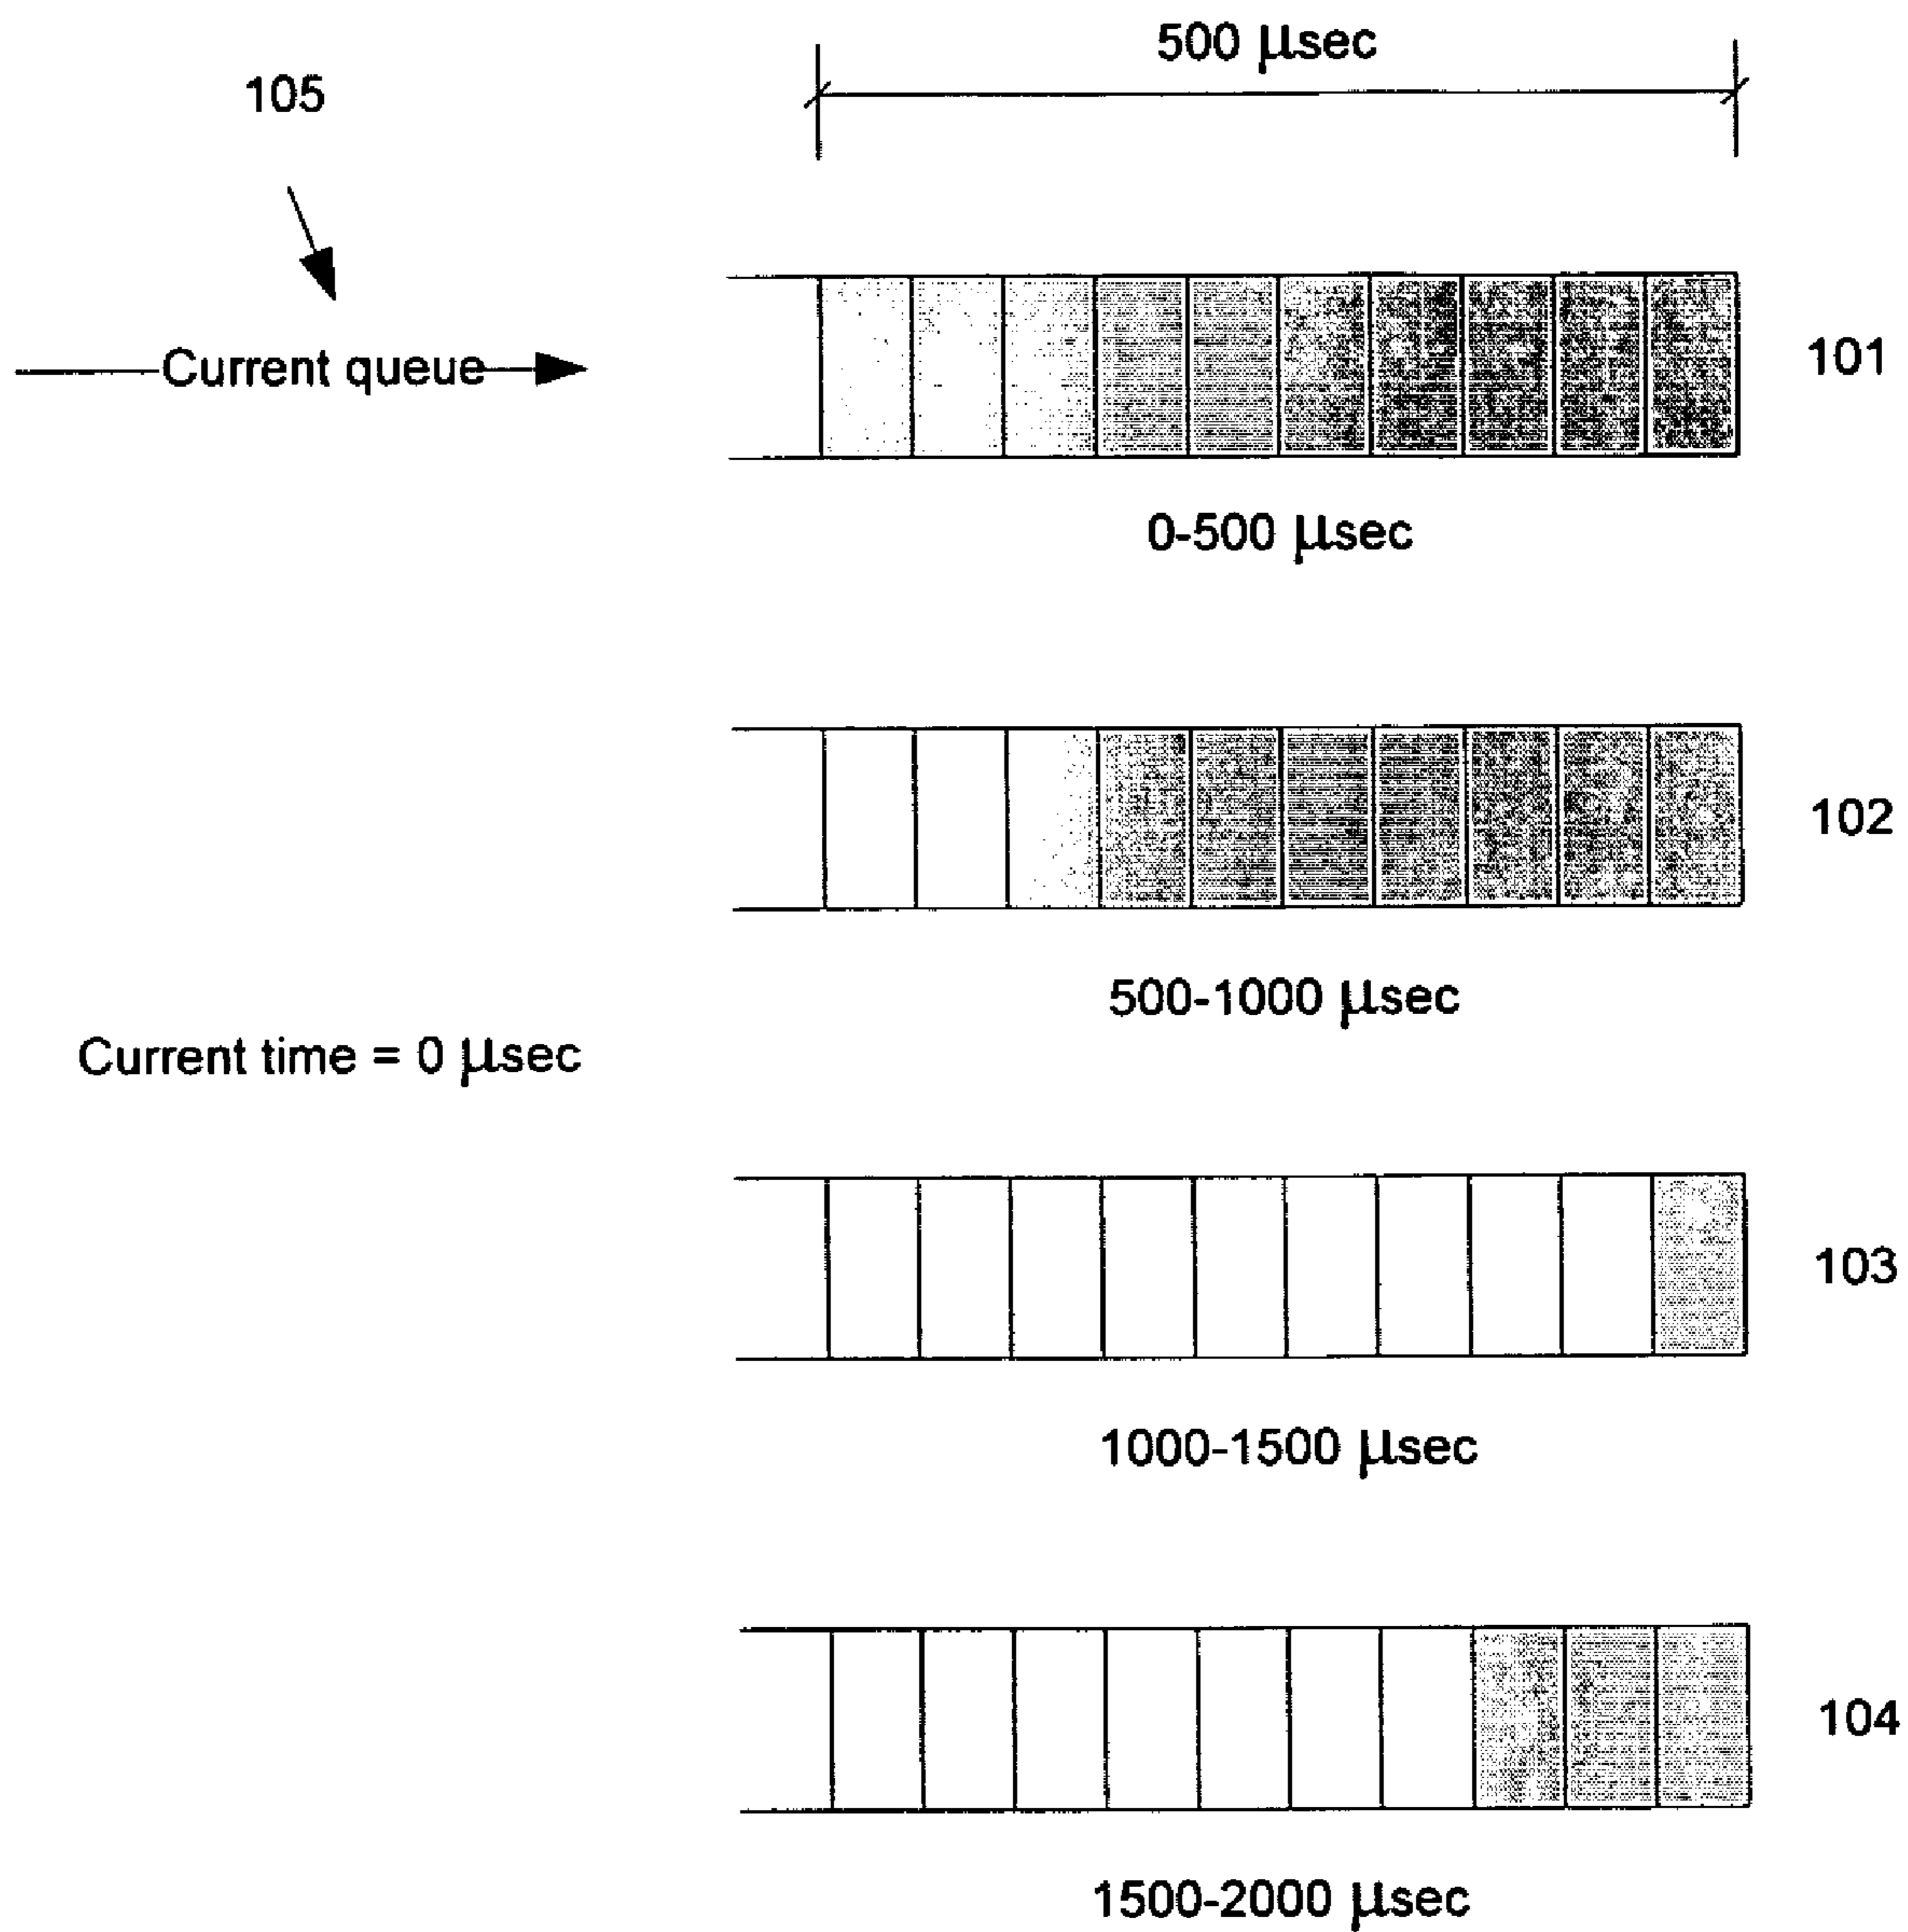 500 µsec
105
Current queue
101
0-500 µsec
102
500-1000 µsec
Current time = 0 µsec
103
1000-1500 µsec
104
1500-2000 µsec